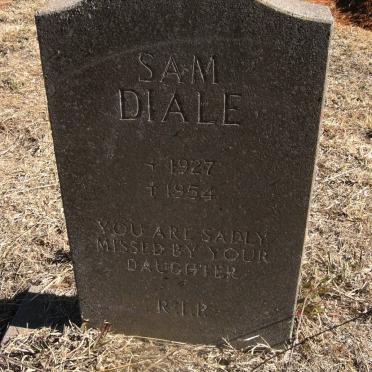 SAM
DIALE
+ 1927
† 1954
YOU ARE SADLY
MISSED BY YOUR
DAUGHTER
R.I.P.